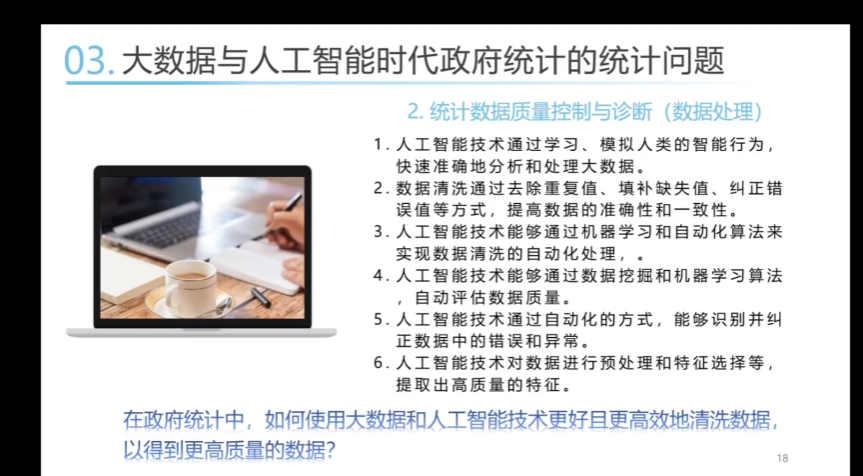 03. 大数据与人工智能时代政府统计的统计问题
2. 统计数据质量控制与诊断（数据处理）
1. 人工智能技术通过学习、模拟人类的智能行为，
快速准确地分析和处理大数据。
2. 数据清洗通过去除重复值、填补缺失值、纠正错
误值等方式，提高数据的准确性和一致性。
3. 人工智能技术能够通过机器学习和自动化算法来
实现数据清洗的自动化处理，。
4. 人工智能技术能够通过数据挖掘和机器学习算法
，自动评估数据质量。
5. 人工智能技术通过自动化的方式，能够识别并纠
正数据中的错误和异常。
6. 人工智能技术对数据进行预处理和特征选择等，
提取出高质量的特征。
在政府统计中，如何使用大数据和人工智能技术更好且更高效地清洗数据，
以得到更高质量的数据？
18